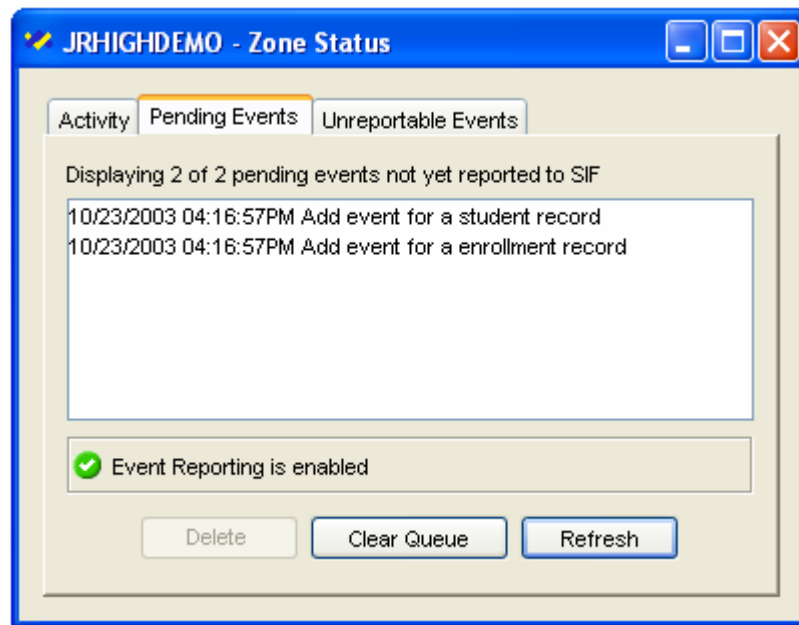 JRHIGHDEMO - Zone Status
Activity Pending Events Unreportable Events
Displaying 2 of 2 pending events not yet reported to SIF
10/23/2003 04:16:57PM Add event for a student record
10/23/2003 04:16:57PM Add event for a enrollment record
Event Reporting is enabled
Delete Clear Queue Refresh